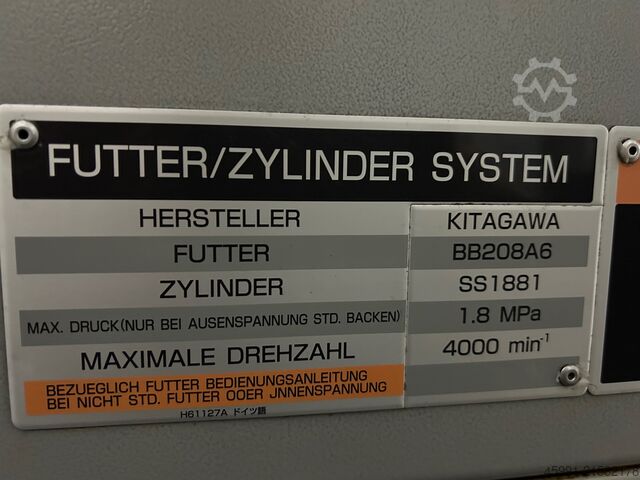 FUTTER/ZYLINDER SYSTEM
HERSTELLER KITAGAWA
FUTTER BB208A6
ZYLINDER SS1881
MAX. DRUCK(NUR BEI AUSENSPANNUNG STD. BACKEN) 1.8 MPa
MAXIMALE DREHZAHL 4000 min⁻¹
BEZUEGLICH FUTTER BEDIENUNGSANLEITUNG
BEI NICHT STD. FUTTER OOER JNNENSPANNUNG
H61127A ドイツ語